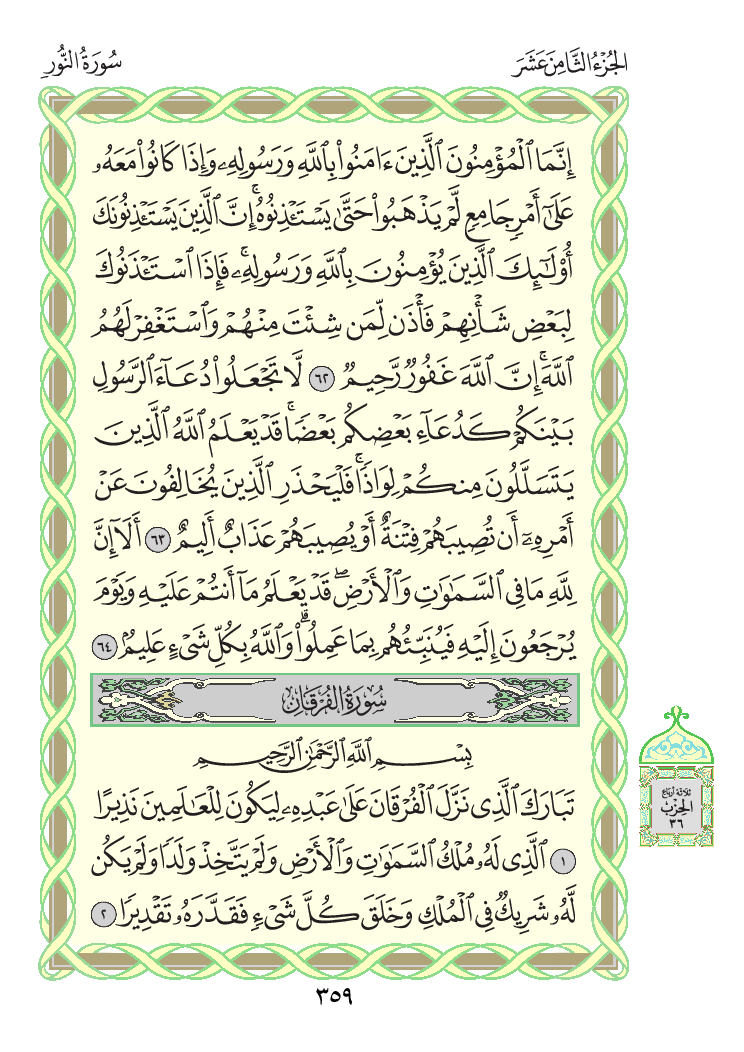 الجُزْءُ الثَّامِنَ عَشَرَ
سُورَةُ النُّورِ
إِنَّمَا ٱلْمُؤْمِنُونَ ٱلَّذِينَ ءَامَنُوا۟ بِٱللَّهِ وَرَسُولِهِۦ وَإِذَا كَانُوا۟ مَعَهُۥ
عَلَىٰٓ أَمْرٍ جَامِعٍ لَّمْ يَذْهَبُوا۟ حَتَّىٰ يَسْتَـْٔذِنُوهُ ۚ إِنَّ ٱلَّذِينَ يَسْتَـْٔذِنُونَكَ
أُو۟لَـٰٓئِكَ ٱلَّذِينَ يُؤْمِنُونَ بِٱللَّهِ وَرَسُولِهِۦ ۚ فَإِذَا ٱسْتَـْٔذَنُوكَ
لِبَعْضِ شَأْنِهِمْ فَأْذَن لِّمَن شِئْتَ مِنْهُمْ وَٱسْتَغْفِرْ لَهُمُ
ٱللَّهَ ۚ إِنَّ ٱللَّهَ غَفُورٌ رَّحِيمٌ ٦٢ لَّا تَجْعَلُوا۟ دُعَآءَ ٱلرَّسُولِ
بَيْنَكُمْ كَدُعَآءِ بَعْضِكُم بَعْضًا ۚ قَدْ يَعْلَمُ ٱللَّهُ ٱلَّذِينَ
يَتَسَلَّلُونَ مِنكُمْ لِوَاذًا ۚ فَلْيَحْذَرِ ٱلَّذِينَ يُخَالِفُونَ عَنْ
أَمْرِهِۦٓ أَن تُصِيبَهُمْ فِتْنَةٌ أَوْ يُصِيبَهُمْ عَذَابٌ أَلِيمٌ ٦٣ أَلَآ إِنَّ
لِلَّهِ مَا فِى ٱلسَّمَـٰوَٰتِ وَٱلْأَرْضِ ۖ قَدْ يَعْلَمُ مَآ أَنتُمْ عَلَيْهِ وَيَوْمَ
يُرْجَعُونَ إِلَيْهِ فَيُنَبِّئُهُم بِمَا عَمِلُوا۟ ۗ وَٱللَّهُ بِكُلِّ شَىْءٍ عَلِيمٌۢ ٦٤
سُورَةُ الفُرْقَانِ
بِسْمِ ٱللَّهِ ٱلرَّحْمَـٰنِ ٱلرَّحِيمِ
تَبَارَكَ ٱلَّذِى نَزَّلَ ٱلْفُرْقَانَ عَلَىٰ عَبْدِهِۦ لِيَكُونَ لِلْعَـٰلَمِينَ نَذِيرًا
١ ٱلَّذِى لَهُۥ مُلْكُ ٱلسَّمَـٰوَٰتِ وَٱلْأَرْضِ وَلَمْ يَتَّخِذْ وَلَدًا وَلَمْ يَكُن
لَّهُۥ شَرِيكٌ فِى ٱلْمُلْكِ وَخَلَقَ كُلَّ شَىْءٍ فَقَدَّرَهُۥ تَقْدِيرًا ٢
ثلاثة أرباع
الحِزْب
٣٦
٣٥٩